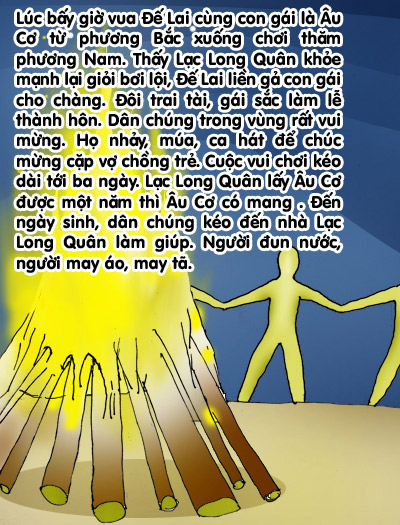 Lúc bấy giờ vua Đế Lai cùng con gái là Âu
Cơ từ phương Bắc xuống chơi thăm
phương Nam. Thấy Lạc Long Quân khỏe
mạnh lại giỏi bơi lội, Đế Lai liền gả con gái
cho chàng. Đôi trai tài, gái sắc làm lễ
thành hôn. Dân chúng trong vùng rất vui
mừng. Họ nhảy, múa, ca hát để chúc
mừng cặp vợ chồng trẻ. Cuộc vui chơi kéo
dài tới ba ngày. Lạc Long Quân lấy Âu Cơ
được một năm thì Âu Cơ có mang . Đến
ngày sinh, dân chúng kéo đến nhà Lạc
Long Quân làm giúp. Người đun nước,
người may áo, may tã.